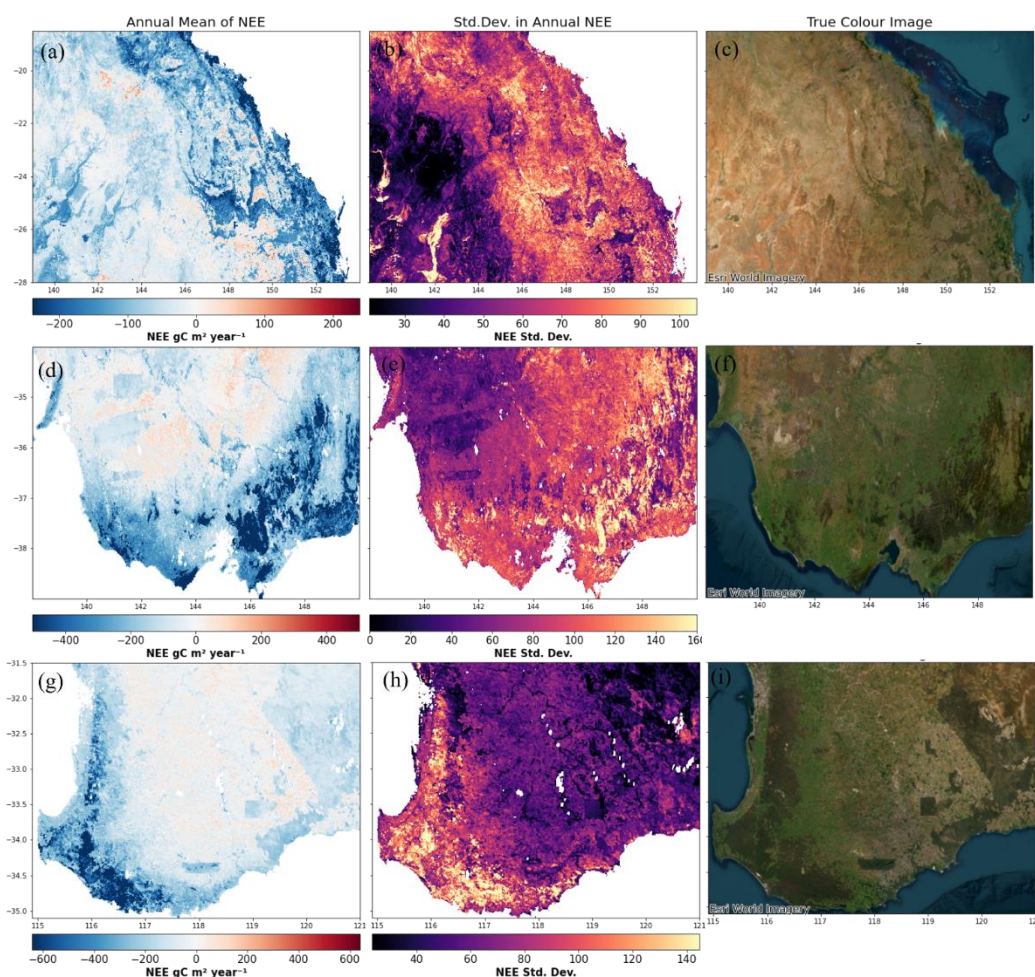 Annual Mean of NEE Std.Dev. in Annual NEE True Colour Image
(a) (b) (c)
−20
−22
−24
−26
−28
Esri World Imagery
140 142 144 146 148 150 152 140 142 144 146 148 150 152 140 142 144 146 148 150 152
−200 −100 0 100 200 30 40 50 60 70 80 90 100
NEE gC m² year⁻¹ NEE Std. Dev.
(d) (e) (f)
−35
−36
−37
−38
Esri World Imagery
140 142 144 146 148 140 142 144 146 148 140 142 144 146 148
−400 −200 0 200 400 0 20 40 60 80 100 120 140 160
NEE gC m² year⁻¹ NEE Std. Dev.
−31.5 (g) (h) (i)
−32.0
−32.5
−33.0
−33.5
−34.0
−34.5
−35.0
Esri World Imagery
115 116 117 118 119 120 121 115 116 117 118 119 120 121 115 116 117 118 119 120
−600 −400 −200 0 200 400 600 40 60 80 100 120 140
NEE gC m² year⁻¹ NEE Std. Dev.